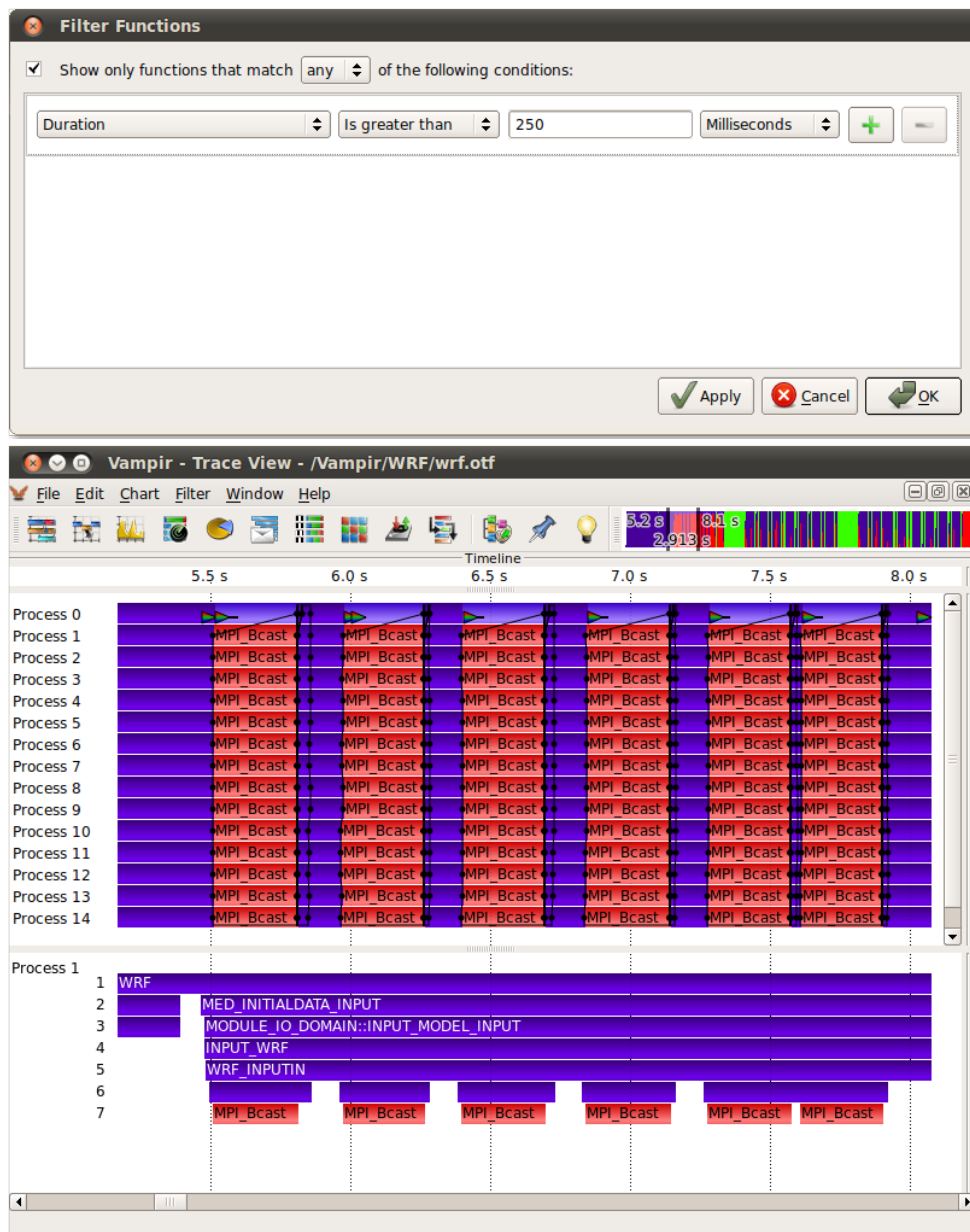 Filter Functions
Show only functions that match any of the following conditions:
Duration Is greater than 250 Milliseconds
Apply Cancel OK
Vampir - Trace View - /Vampir/WRF/wrf.otf
File Edit Chart Filter Window Help
5.2 s 8.1 s
2.913 s
Timeline
5.5 s 6.0 s 6.5 s 7.0 s 7.5 s 8.0 s
Process 0
Process 1 MPI_Bcast MPI_Bcast MPI_Bcast MPI_Bcast MPI_Bcast MPI_Bcast
Process 2 MPI_Bcast MPI_Bcast MPI_Bcast MPI_Bcast MPI_Bcast MPI_Bcast
Process 3 MPI_Bcast MPI_Bcast MPI_Bcast MPI_Bcast MPI_Bcast MPI_Bcast
Process 4 MPI_Bcast MPI_Bcast MPI_Bcast MPI_Bcast MPI_Bcast MPI_Bcast
Process 5 MPI_Bcast MPI_Bcast MPI_Bcast MPI_Bcast MPI_Bcast MPI_Bcast
Process 6 MPI_Bcast MPI_Bcast MPI_Bcast MPI_Bcast MPI_Bcast MPI_Bcast
Process 7 MPI_Bcast MPI_Bcast MPI_Bcast MPI_Bcast MPI_Bcast MPI_Bcast
Process 8 MPI_Bcast MPI_Bcast MPI_Bcast MPI_Bcast MPI_Bcast MPI_Bcast
Process 9 MPI_Bcast MPI_Bcast MPI_Bcast MPI_Bcast MPI_Bcast MPI_Bcast
Process 10 MPI_Bcast MPI_Bcast MPI_Bcast MPI_Bcast MPI_Bcast MPI_Bcast
Process 11 MPI_Bcast MPI_Bcast MPI_Bcast MPI_Bcast MPI_Bcast MPI_Bcast
Process 12 MPI_Bcast MPI_Bcast MPI_Bcast MPI_Bcast MPI_Bcast MPI_Bcast
Process 13 MPI_Bcast MPI_Bcast MPI_Bcast MPI_Bcast MPI_Bcast MPI_Bcast
Process 14 MPI_Bcast MPI_Bcast MPI_Bcast MPI_Bcast MPI_Bcast MPI_Bcast
Process 1
1 WRF
2 MED_INITIALDATA_INPUT
3 MODULE_IO_DOMAIN::INPUT_MODEL_INPUT
4 INPUT_WRF
5 WRF_INPUTIN
6
7 MPI_Bcast MPI_Bcast MPI_Bcast MPI_Bcast MPI_Bcast MPI_Bcast